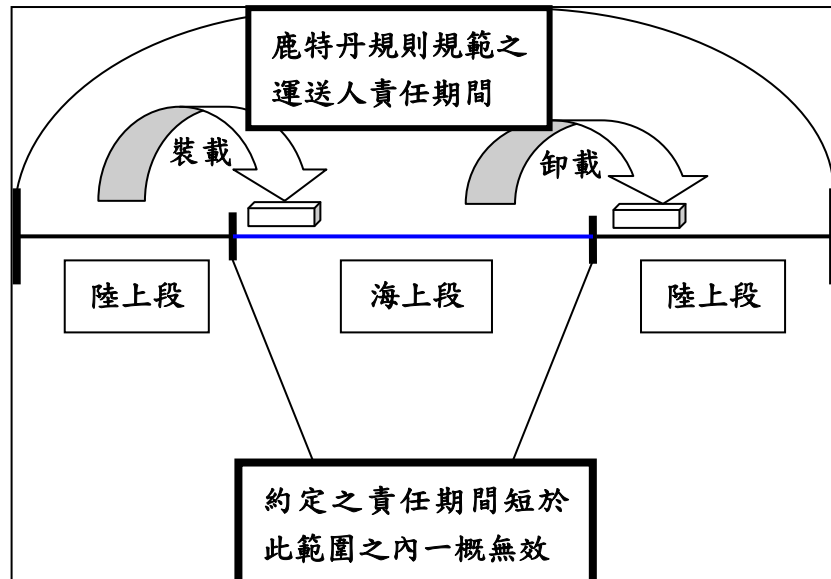 鹿特丹規則規範之
運送人責任期間
裝載
卸載
陸上段
海上段
陸上段
約定之責任期間短於
此範圍之內一概無效